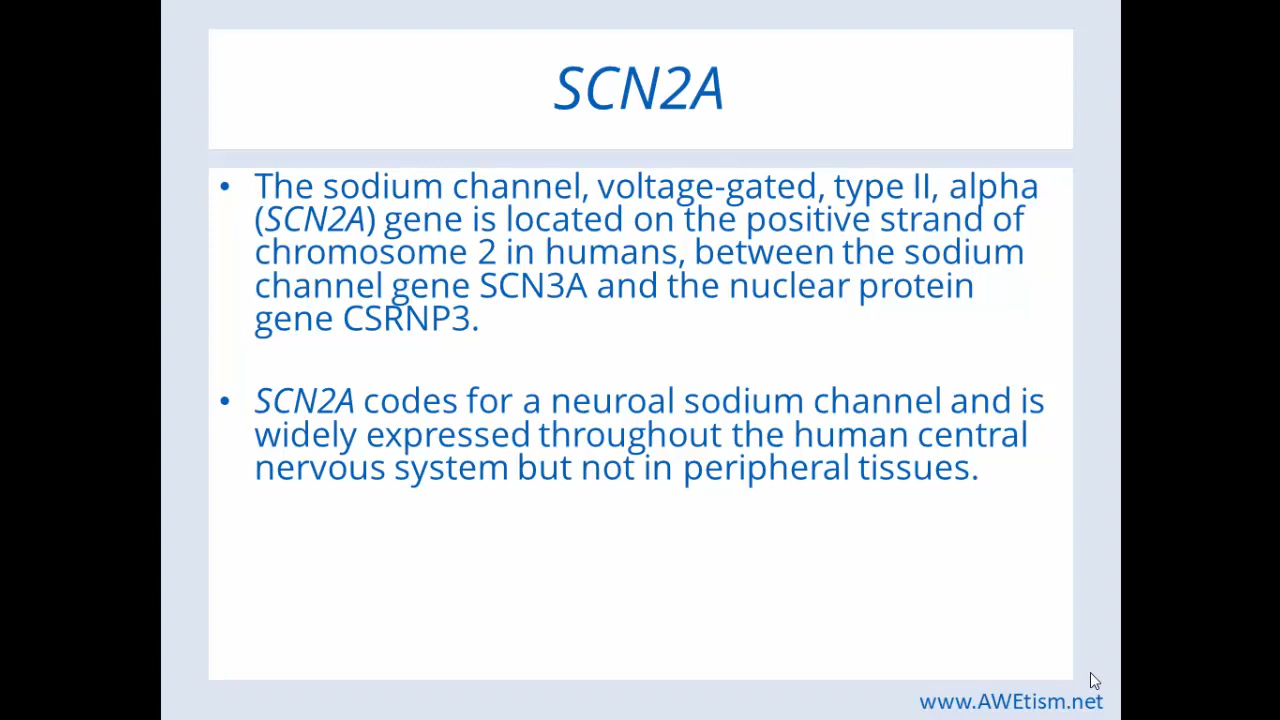 SCN2A
• The sodium channel, voltage-gated, type II, alpha
(SCN2A) gene is located on the positive strand of
chromosome 2 in humans, between the sodium
channel gene SCN3A and the nuclear protein
gene CSRNP3.
• SCN2A codes for a neuroal sodium channel and is
widely expressed throughout the human central
nervous system but not in peripheral tissues.
www.AWEtism.net